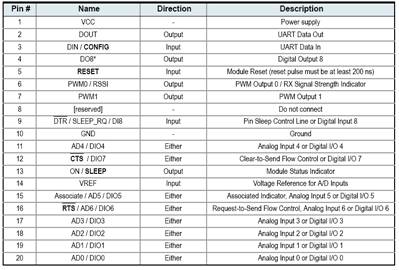 Pin # Name Direction Description
1 VCC - Power supply
2 DOUT Output UART Data Out
3 DIN / CONFIG Input UART Data In
4 DO8* Output Digital Output 8
5 RESET Input Module Reset (reset pulse must be at least 200 ns)
6 PWM0 / RSSI Output PWM Output 0 / RX Signal Strength Indicator
7 PWM1 Output PWM Output 1
8 [reserved] - Do not connect
9 DTR / SLEEP_RQ / DI8 Input Pin Sleep Control Line or Digital Input 8
10 GND - Ground
11 AD4 / DIO4 Either Analog Input 4 or Digital I/O 4
12 CTS / DIO7 Either Clear-to-Send Flow Control or Digital I/O 7
13 ON / SLEEP Output Module Status Indicator
14 VREF Input Voltage Reference for A/D Inputs
15 Associate / AD5 / DIO5 Either Associated Indicator, Analog Input 5 or Digital I/O 5
16 RTS / AD6 / DIO6 Either Request-to-Send Flow Control, Analog Input 6 or Digital I/O 6
17 AD3 / DIO3 Either Analog Input 3 or Digital I/O 3
18 AD2 / DIO2 Either Analog Input 2 or Digital I/O 2
19 AD1 / DIO1 Either Analog Input 1 or Digital I/O 1
20 AD0 / DIO0 Either Analog Input 0 or Digital I/O 0